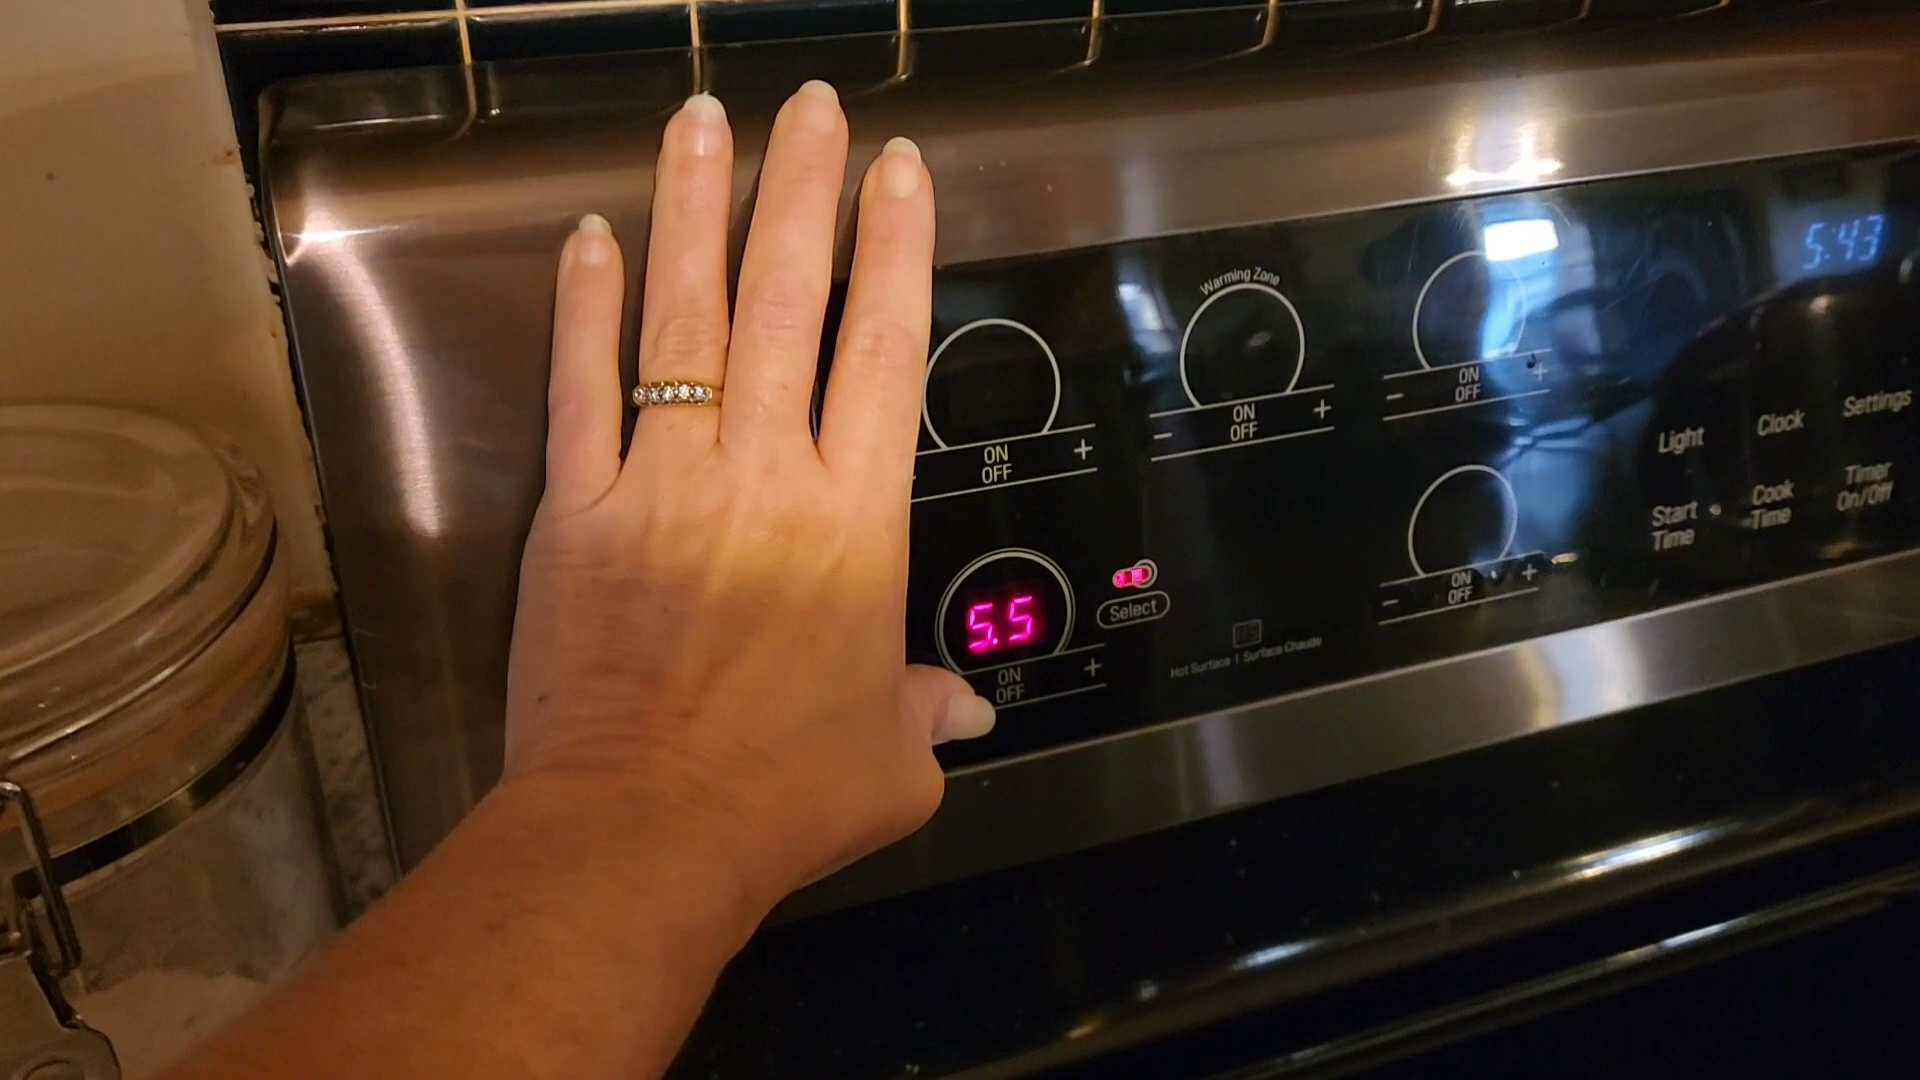 5:43
Warming Zone
ON
OFF
+
- ON +
OFF
- ON +
OFF
Light
Clock
Settings
Start
Time
Cook
Time
Timer
On/Off
5.5
ON
OFF
+
Select
Hot Surface | Surface Chaude
- ON +
OFF